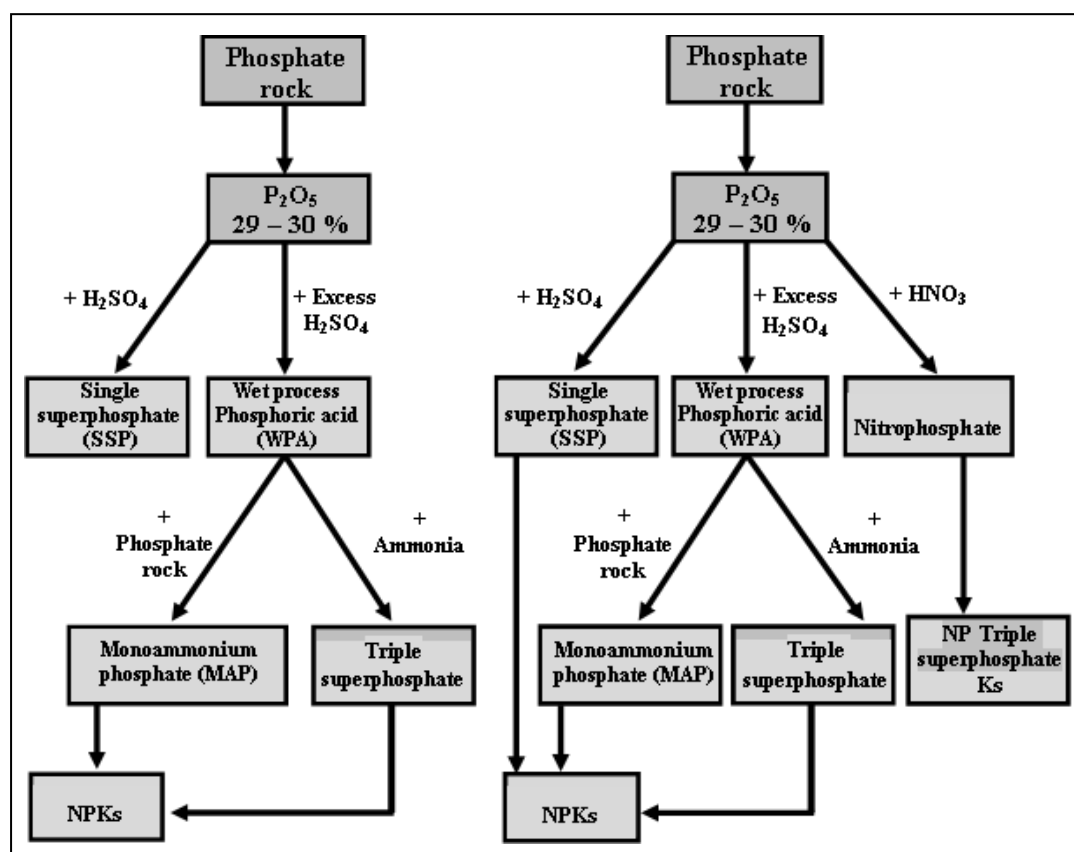 Phosphate
rock
P₂O₅
29 – 30 %
+ H₂SO₄
+ Excess
H₂SO₄
Single
superphosphate
(SSP)
Wet process
Phosphoric acid
(WPA)
+
Phosphate
rock
+
Ammonia
Monoammonium
phosphate (MAP)
Triple
superphosphate
NPKs
Phosphate
rock
P₂O₅
29 – 30 %
+ H₂SO₄
+ Excess
H₂SO₄
+ HNO₃
Single
superphosphate
(SSP)
Wet process
Phosphoric acid
(WPA)
Nitrophosphate
+
Phosphate
rock
+
Ammonia
Monoammonium
phosphate (MAP)
Triple
superphosphate
NP Triple
superphosphate
Ks
NPKs